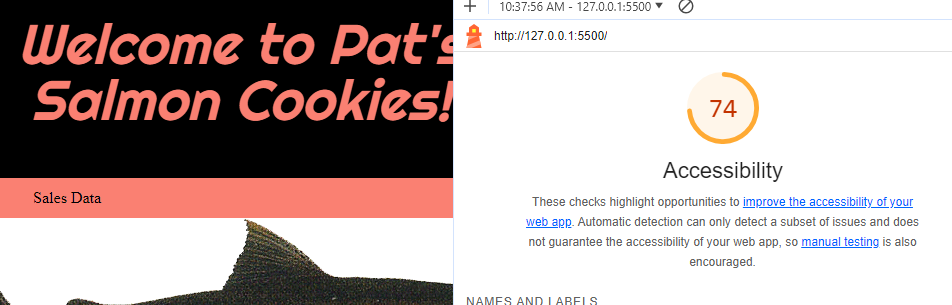 Welcome to Pat's
Salmon Cookies!
Sales Data
10:37:56 AM - 127.0.0.1:5500
http://127.0.0.1:5500/
74
Accessibility
These checks highlight opportunities to improve the accessibility of your
web app. Automatic detection can only detect a subset of issues and does
not guarantee the accessibility of your web app, so manual testing is also
encouraged.
NAMES AND LABELS